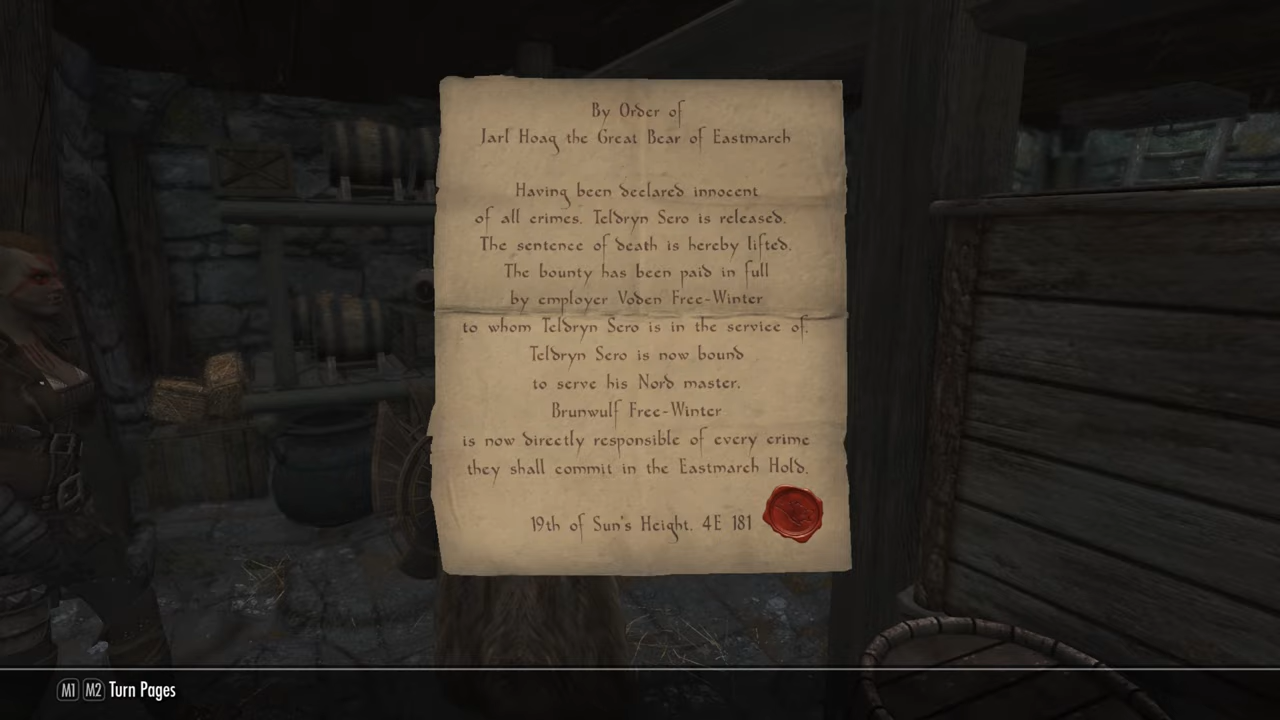 By Order of
Jarl Hoag the Great Bear of Eastmarch
Having been declared innocent
of all crimes. Teldryn Sero is released.
The sentence of death is hereby lifted.
The bounty has been paid in full
by employer Voden Free-Winter
to whom Teldryn Sero is in the service of.
Teldryn Sero is now bound
to serve his Nord master.
Brunwulf Free-Winter
is now directly responsible of every crime
they shall commit in the Eastmarch Hold.
19th of Sun's Height. 4E 181
M1 M2 Turn Pages